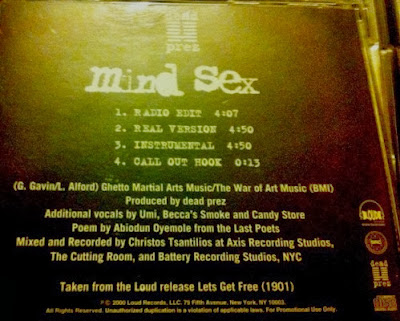 prez
mind sex
1. RADIO EDIT 4:07
2. REAL VERSION 4:50
3. INSTRUMENTAL 4:50
4. CALL OUT HOOK 0:13
(G. Gavin/L. Alford) Ghetto Martial Arts Music/The War of Art Music (BMI)
Produced by dead prez
Additional vocals by Umi, Becca's Smoke and Candy Store
Poem by Abiodun Oyemole from the Last Poets
Mixed and Recorded by Christos Tsantilios at Axis Recording Studios,
The Cutting Room, and Battery Recording Studios, NYC
Taken from the Loud release Lets Get Free (1901)
℗ © 2000 Loud Records, LLC. 75 Fifth Avenue, New York, NY 10003.
All Rights Reserved. Unauthorized duplication is a violation of applicable laws. For Promotional Use Only.
dead
prez